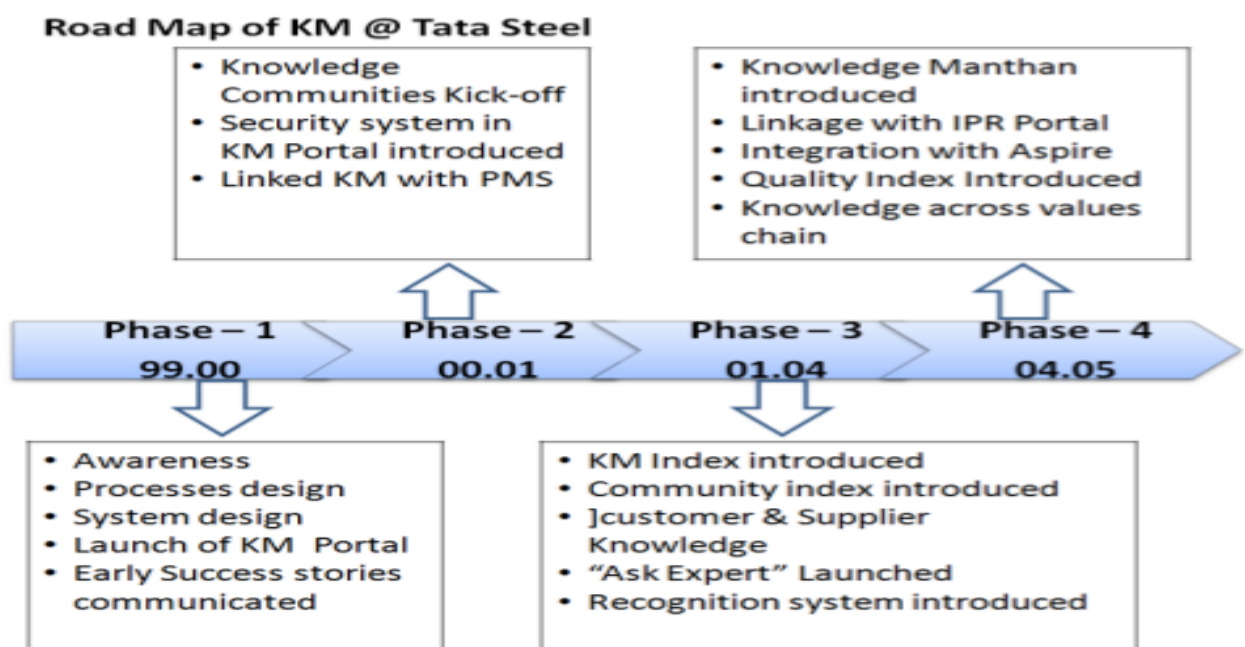 Road Map of KM @ Tata Steel
• Knowledge
Communities Kick-off
• Security system in
KM Portal introduced
• Linked KM with PMS
• Knowledge Manthan
introduced
• Linkage with IPR Portal
• Integration with Aspire
• Quality Index Introduced
• Knowledge across values
chain
Phase – 1
99.00
Phase – 2
00.01
Phase – 3
01.04
Phase – 4
04.05
• Awareness
• Processes design
• System design
• Launch of KM Portal
• Early Success stories
communicated
• KM Index introduced
• Community index introduced
• ]customer & Supplier
Knowledge
• “Ask Expert” Launched
• Recognition system introduced